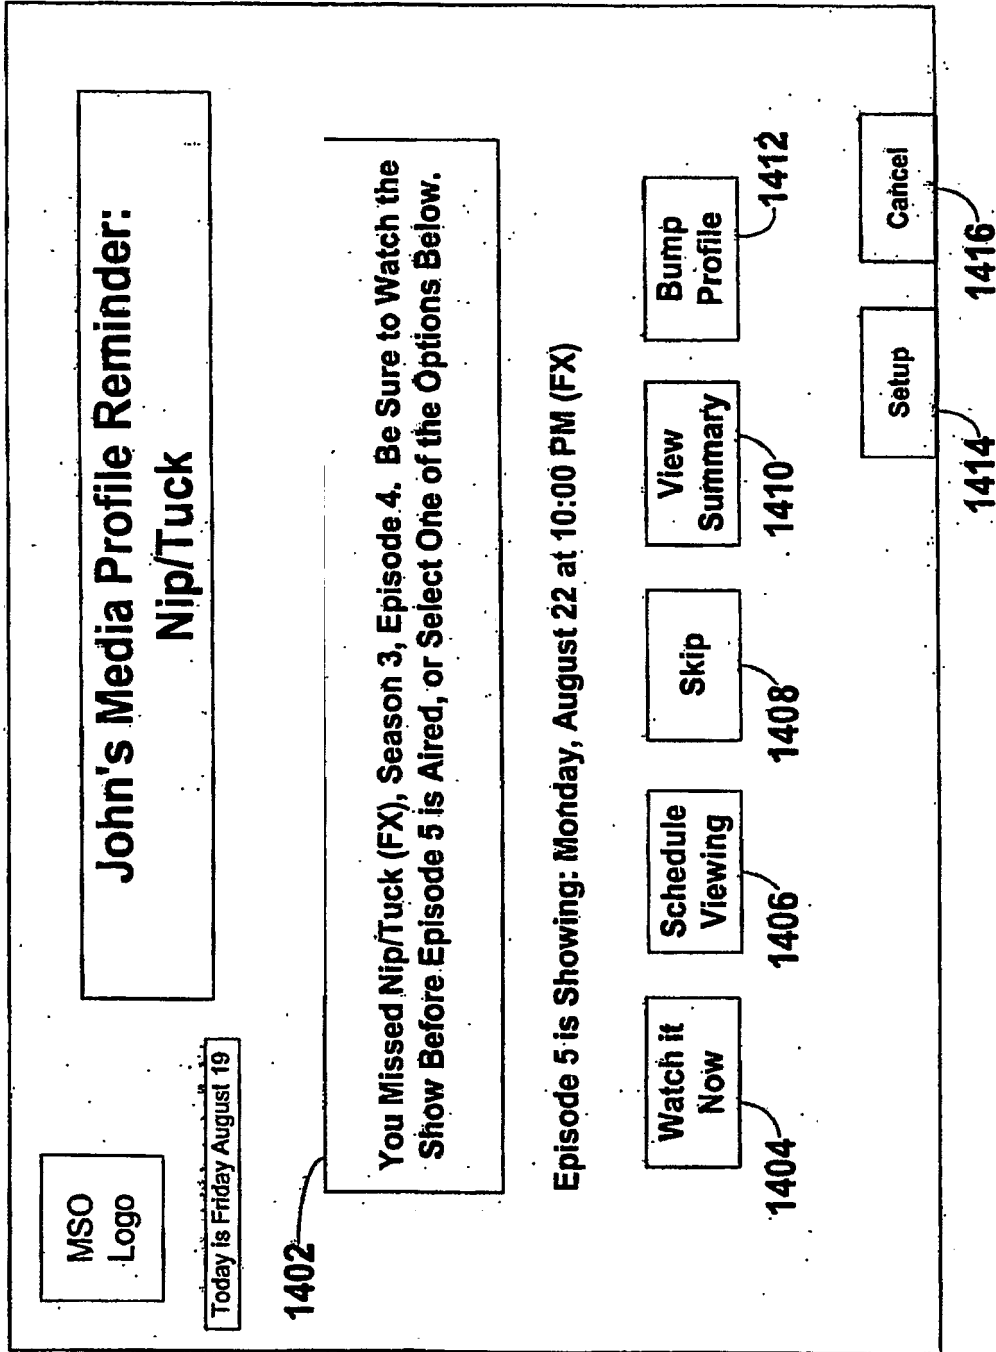 MSO
Logo
John's Media Profile Reminder:
Nip/Tuck
Today is Friday August 19
1402
You Missed Nip/Tuck (FX), Season 3, Episode 4. Be Sure to Watch the
Show Before Episode 5 is Aired, or Select One of the Options Below.
Episode 5 is Showing: Monday, August 22 at 10:00 PM (FX)
Watch it
Now
Schedule
Viewing
Skip
View
Summary
Bump
Profile
1404
1406
1408
1410
1412
Setup
Cancel
1414
1416